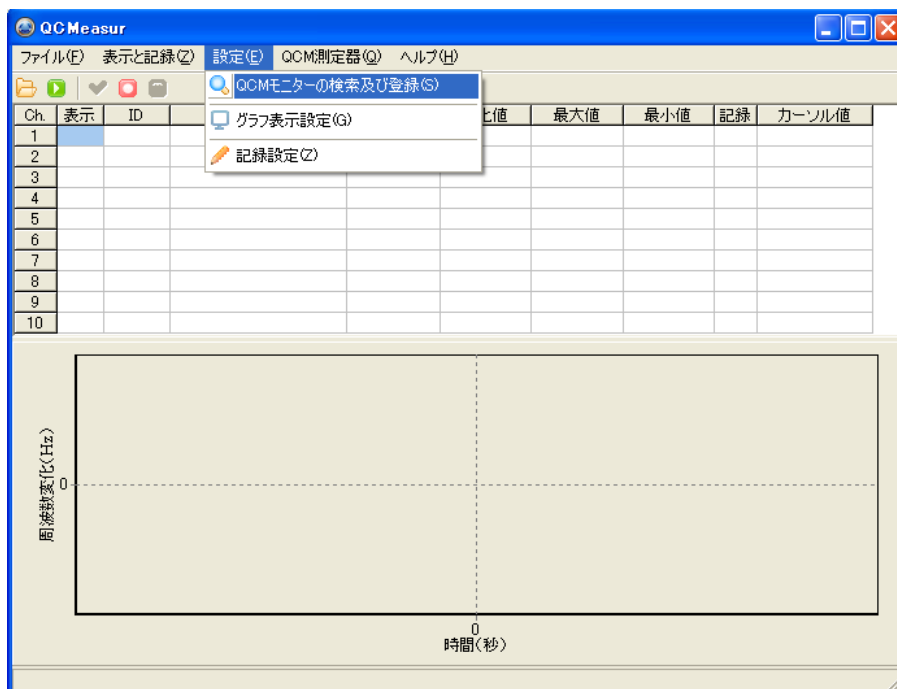 QCMeasur
ファイル(F) 表示と記録(Z) 設定(E) QCM測定器(Q) ヘルプ(H)
QCMモニターの検索及び登録(S)
グラフ表示設定(G)
記録設定(Z)
Ch. 表示 ID 値 最大値 最小値 記録 カーソル値
1
2
3
4
5
6
7
8
9
10
周波数変化(Hz)
0
0
時間(秒)